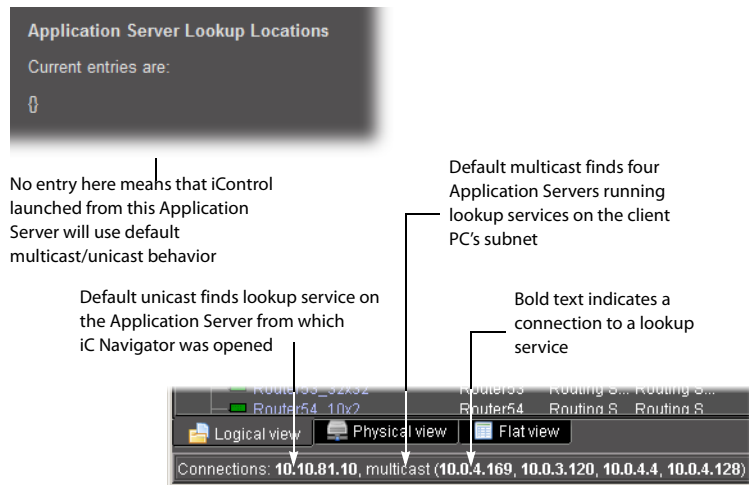 Application Server Lookup Locations
Current entries are:
{}
No entry here means that iControl
launched from this Application
Server will use default
multicast/unicast behavior
Default multicast finds four
Application Servers running
lookup services on the client
PC's subnet
Default unicast finds lookup service on
the Application Server from which
iC Navigator was opened
Bold text indicates a
connection to a lookup
service
Router53_32x32 Router53 Routing S... Routing S...
Router54_10x2 Router54 Routing S Routing S
Logical view Physical view Flat view
Connections: 10.10.81.10, multicast (10.0.4.169, 10.0.3.120, 10.0.4.4, 10.0.4.128)